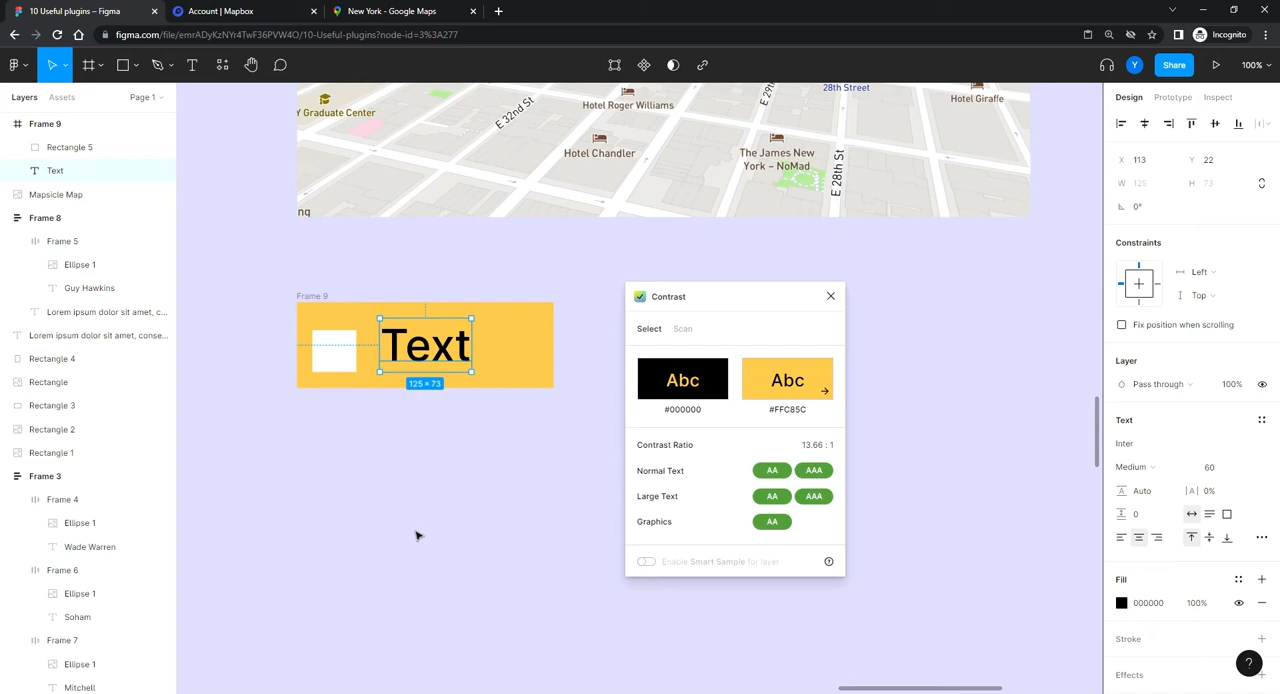 10 Useful plugins – Figma
Account | Mapbox
New York - Google Maps
figma.com/file/emrADyKzNYr4TwF36PVW4O/10-Useful-plugins?node-id=3%3A277
Incognito
Share
100%
Layers
Assets
Page 1
Frame 9
Rectangle 5
Text
Mapsicle Map
Frame 8
Frame 5
Ellipse 1
Guy Hawkins
Lorem ipsum dolor sit amet, c...
Lorem ipsum dolor sit amet, conse...
Rectangle 4
Rectangle
Rectangle 3
Rectangle 2
Rectangle 1
Frame 3
Frame 4
Ellipse 1
Wade Warren
Frame 6
Ellipse 1
Soham
Frame 7
Ellipse 1
Mitchell
Y Graduate Center
E 32nd St
Hotel Roger Williams
E 29th
28th Street
Hotel Giraffe
Hotel Chandler
The James New
York – NoMad
E 28th St
ng
Frame 9
Text
125 × 73
Contrast
Select
Scan
Abc
Abc
#000000
#FFC85C
Contrast Ratio
13.66 : 1
Normal Text
AA
AAA
Large Text
AA
AAA
Graphics
AA
Enable Smart Sample for layer
Design
Prototype
Inspect
X 113
Y 22
W 125
H 73
0°
Constraints
Left
Top
Fix position when scrolling
Layer
Pass through
100%
Text
Inter
Medium
60
Auto
|A| 0%
0
Fill
000000
100%
Stroke
Effects
?